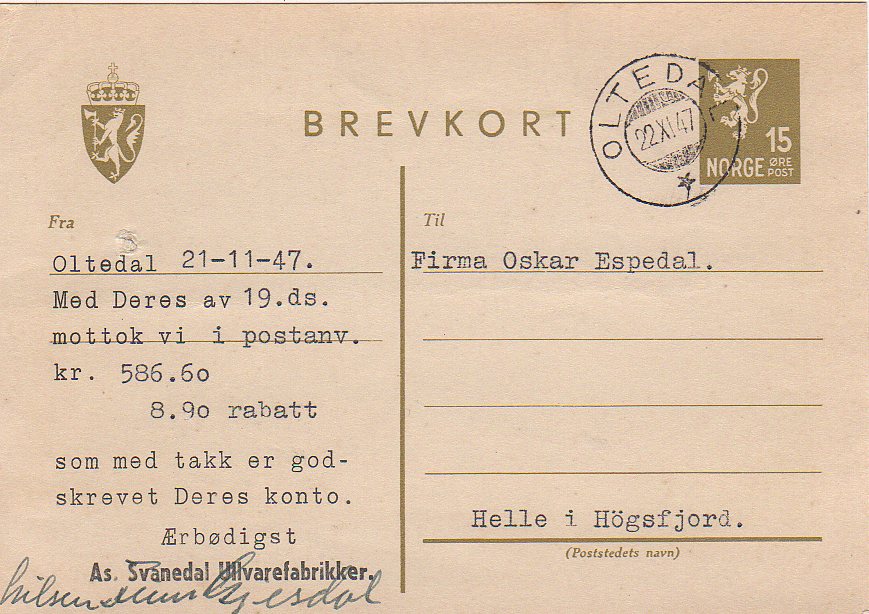 BREVKORT
OLTEDAL
22.XI.47
15
NORGE ØRE POST
Fra
Oltedal 21-11-47.
Med Deres av 19.ds.
mottok vi i postanv.
kr. 586.60
8.90 rabatt
som med takk er god-
skrevet Deres konto.
Ærbødigst
As. Svanedal Ullvarefabrikker.
Til
Firma Oskar Espedal.
Helle i Högsfjord.
(Poststedets navn)